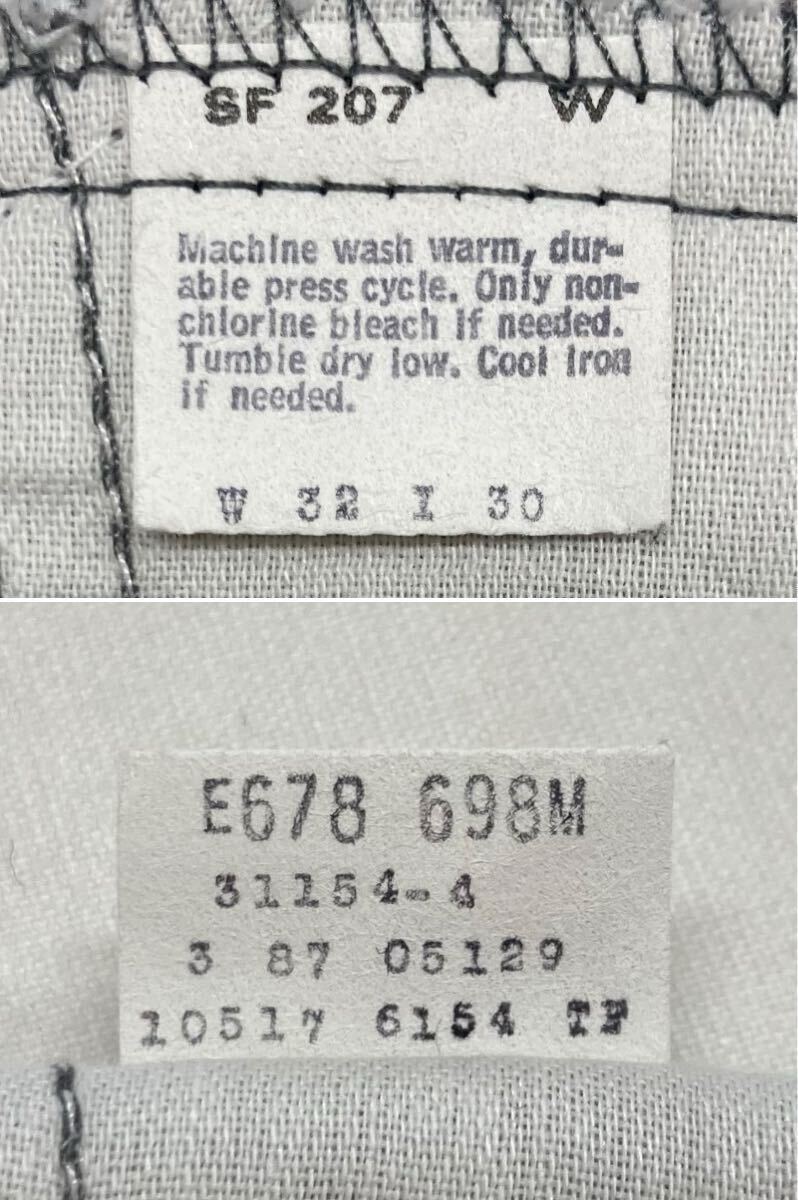 SF 207 W
Machine wash warm, dur-
able press cycle. Only non-
chlorine bleach if needed.
Tumble dry low. Cool iron
if needed.
W 32 I 30
E678 698M
31154-4
3 87 05129
10517 6154 TF